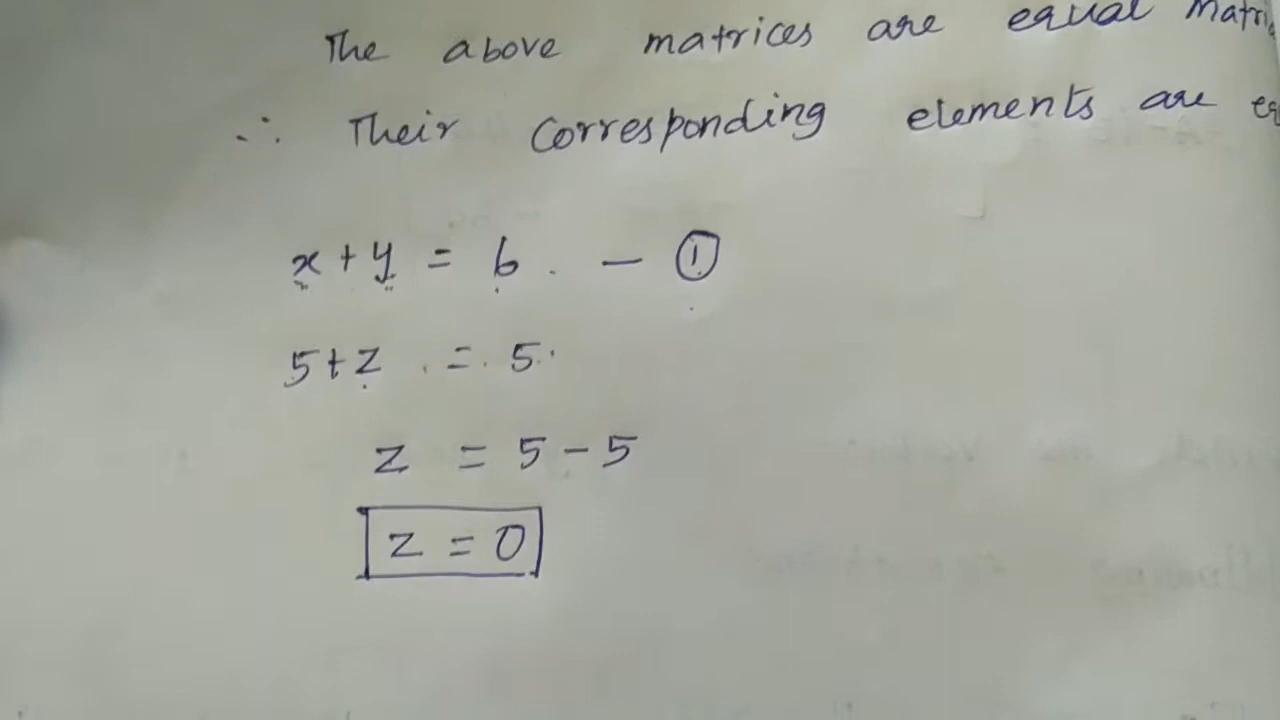 The above matrices are equal
∴ Their corresponding elements are
x + y = 6 . — ①
5 + z = 5
z = 5 - 5
z = 0